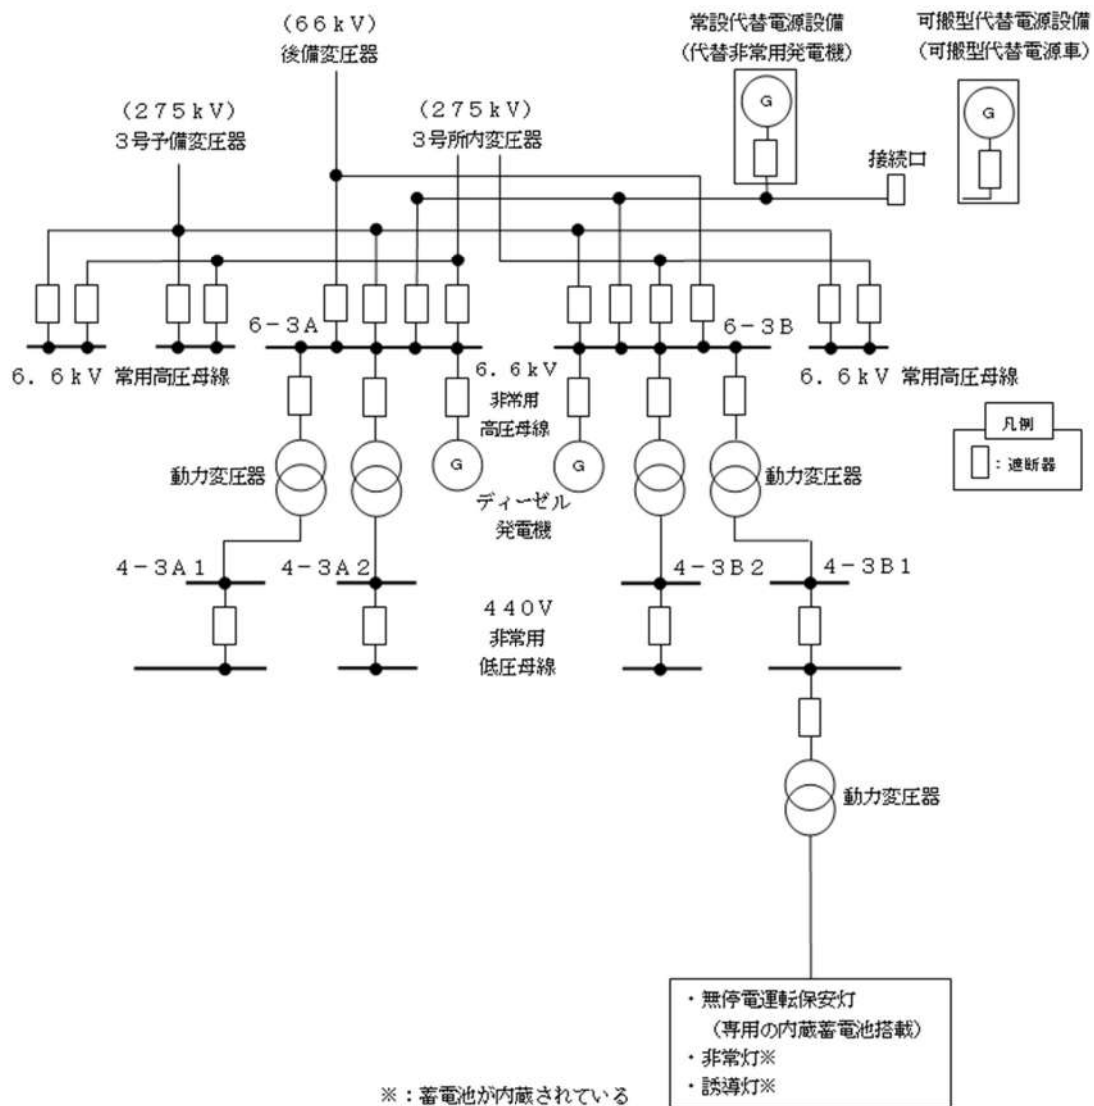 (66kV)
後備変圧器
常設代替電源設備
(代替非常用発電機)
可搬型代替電源設備
(可搬型代替電源車)
G
G
(275kV)
3号予備変圧器
(275kV)
3号所内変圧器
接続口
6-3A
6-3B
6.6kV 常用高圧母線
6.6kV
非常用
高圧母線
6.6kV 常用高圧母線
凡例
:遮断器
動力変圧器
G
G
動力変圧器
ディーゼル
発電機
4-3A1
4-3A2
4-3B2
4-3B1
440V
非常用
低圧母線
動力変圧器
・無停電運転保安灯
(専用の内蔵蓄電池搭載)
・非常灯※
・誘導灯※
※:蓄電池が内蔵されている